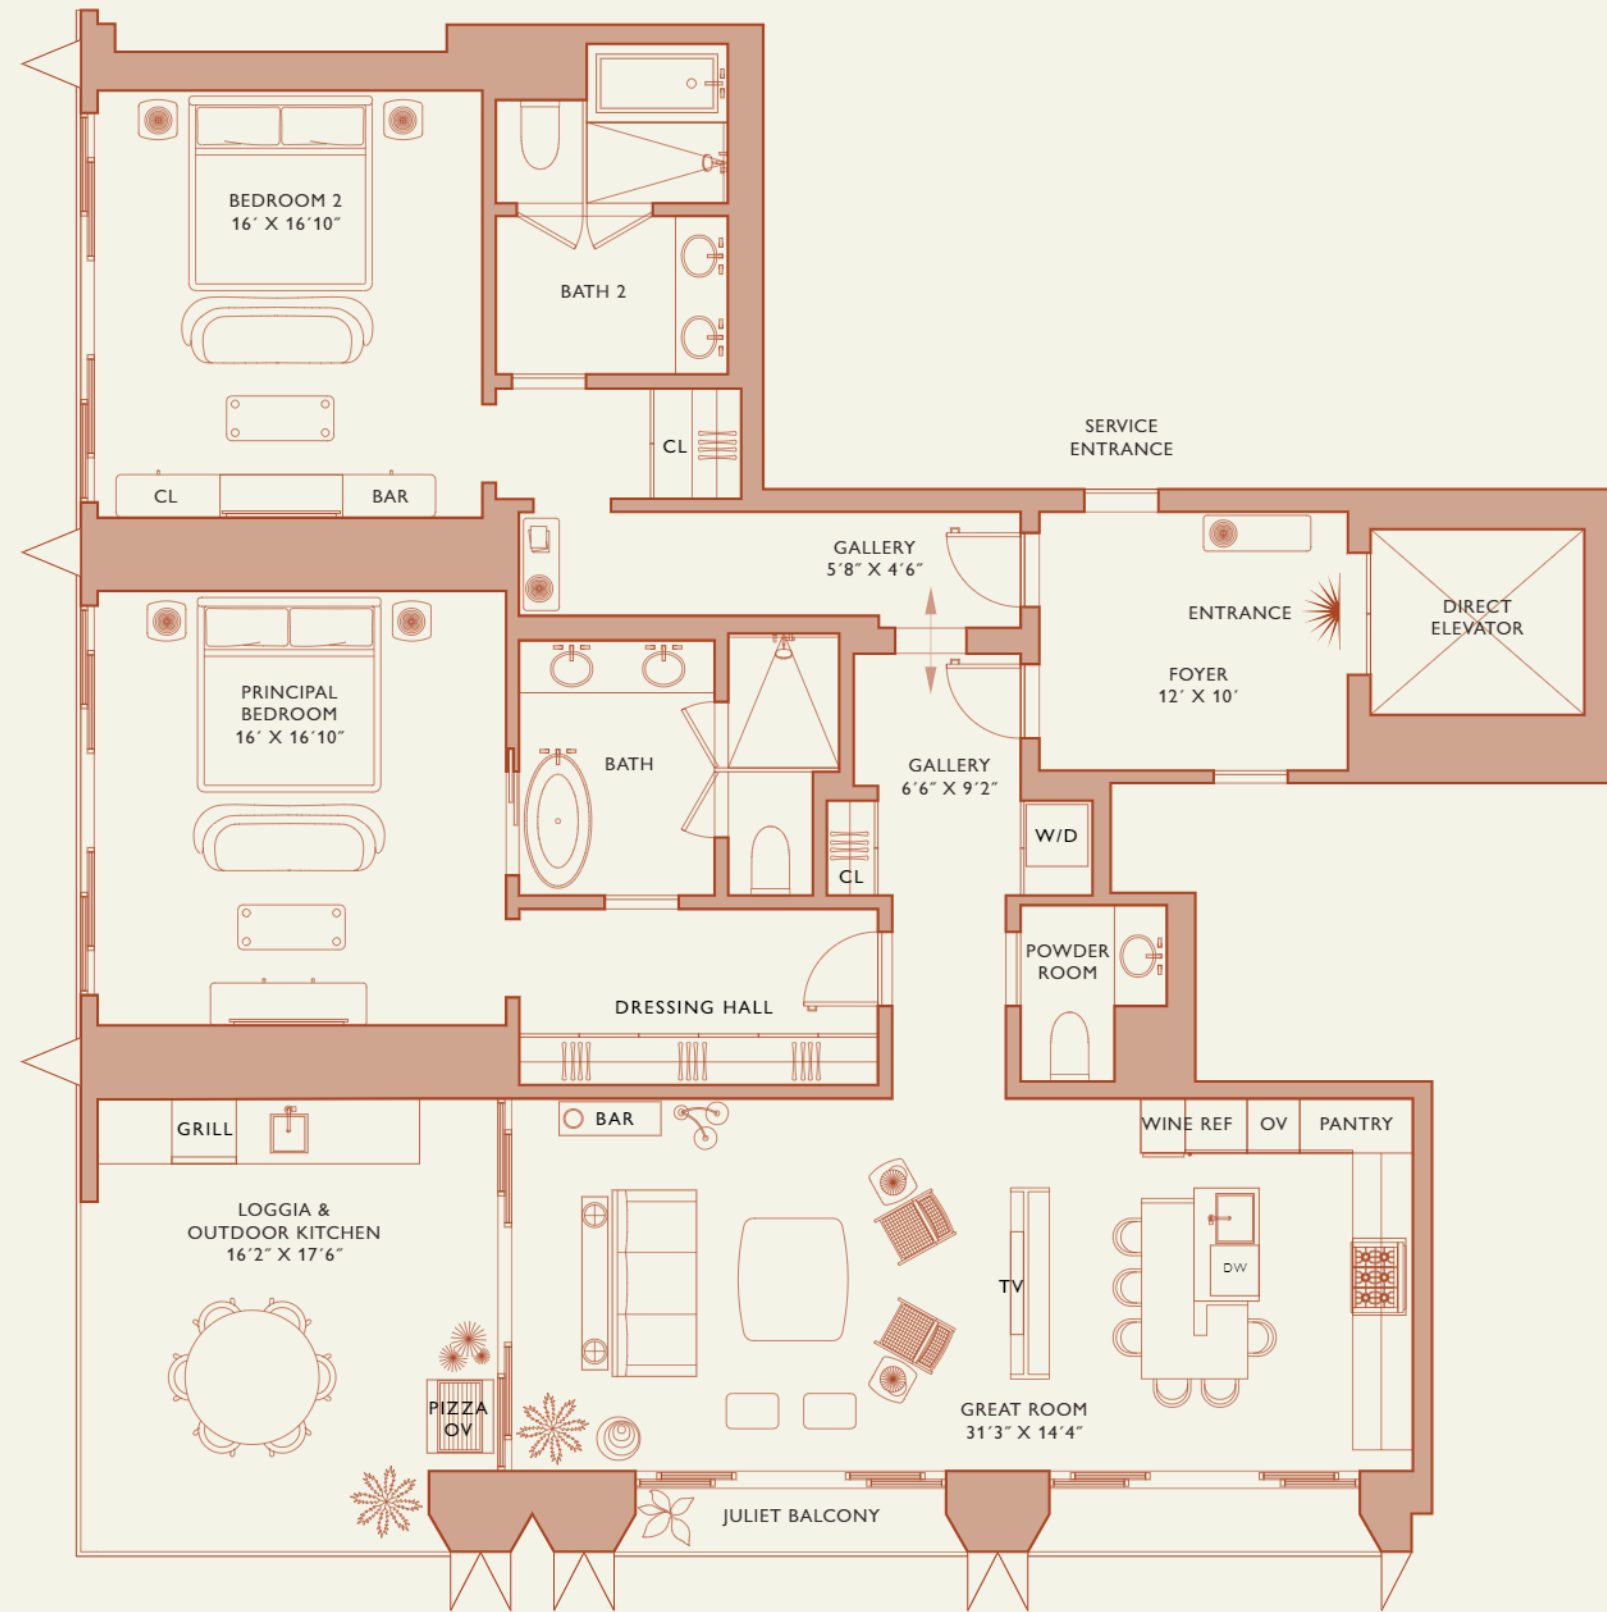 BEDROOM 2
16′ X 16′10″
BATH 2
CL
CL
BAR
SERVICE
ENTRANCE
GALLERY
5′8″ X 4′6″
ENTRANCE
DIRECT
ELEVATOR
FOYER
12′ X 10′
PRINCIPAL
BEDROOM
16′ X 16′10″
BATH
GALLERY
6′6″ X 9′2″
W/D
CL
POWDER
ROOM
DRESSING HALL
GRILL
BAR
WINE REF
OV
PANTRY
LOGGIA &
OUTDOOR KITCHEN
16′2″ X 17′6″
TV
DW
PIZZA
OV
GREAT ROOM
31′3″ X 14′4″
JULIET BALCONY